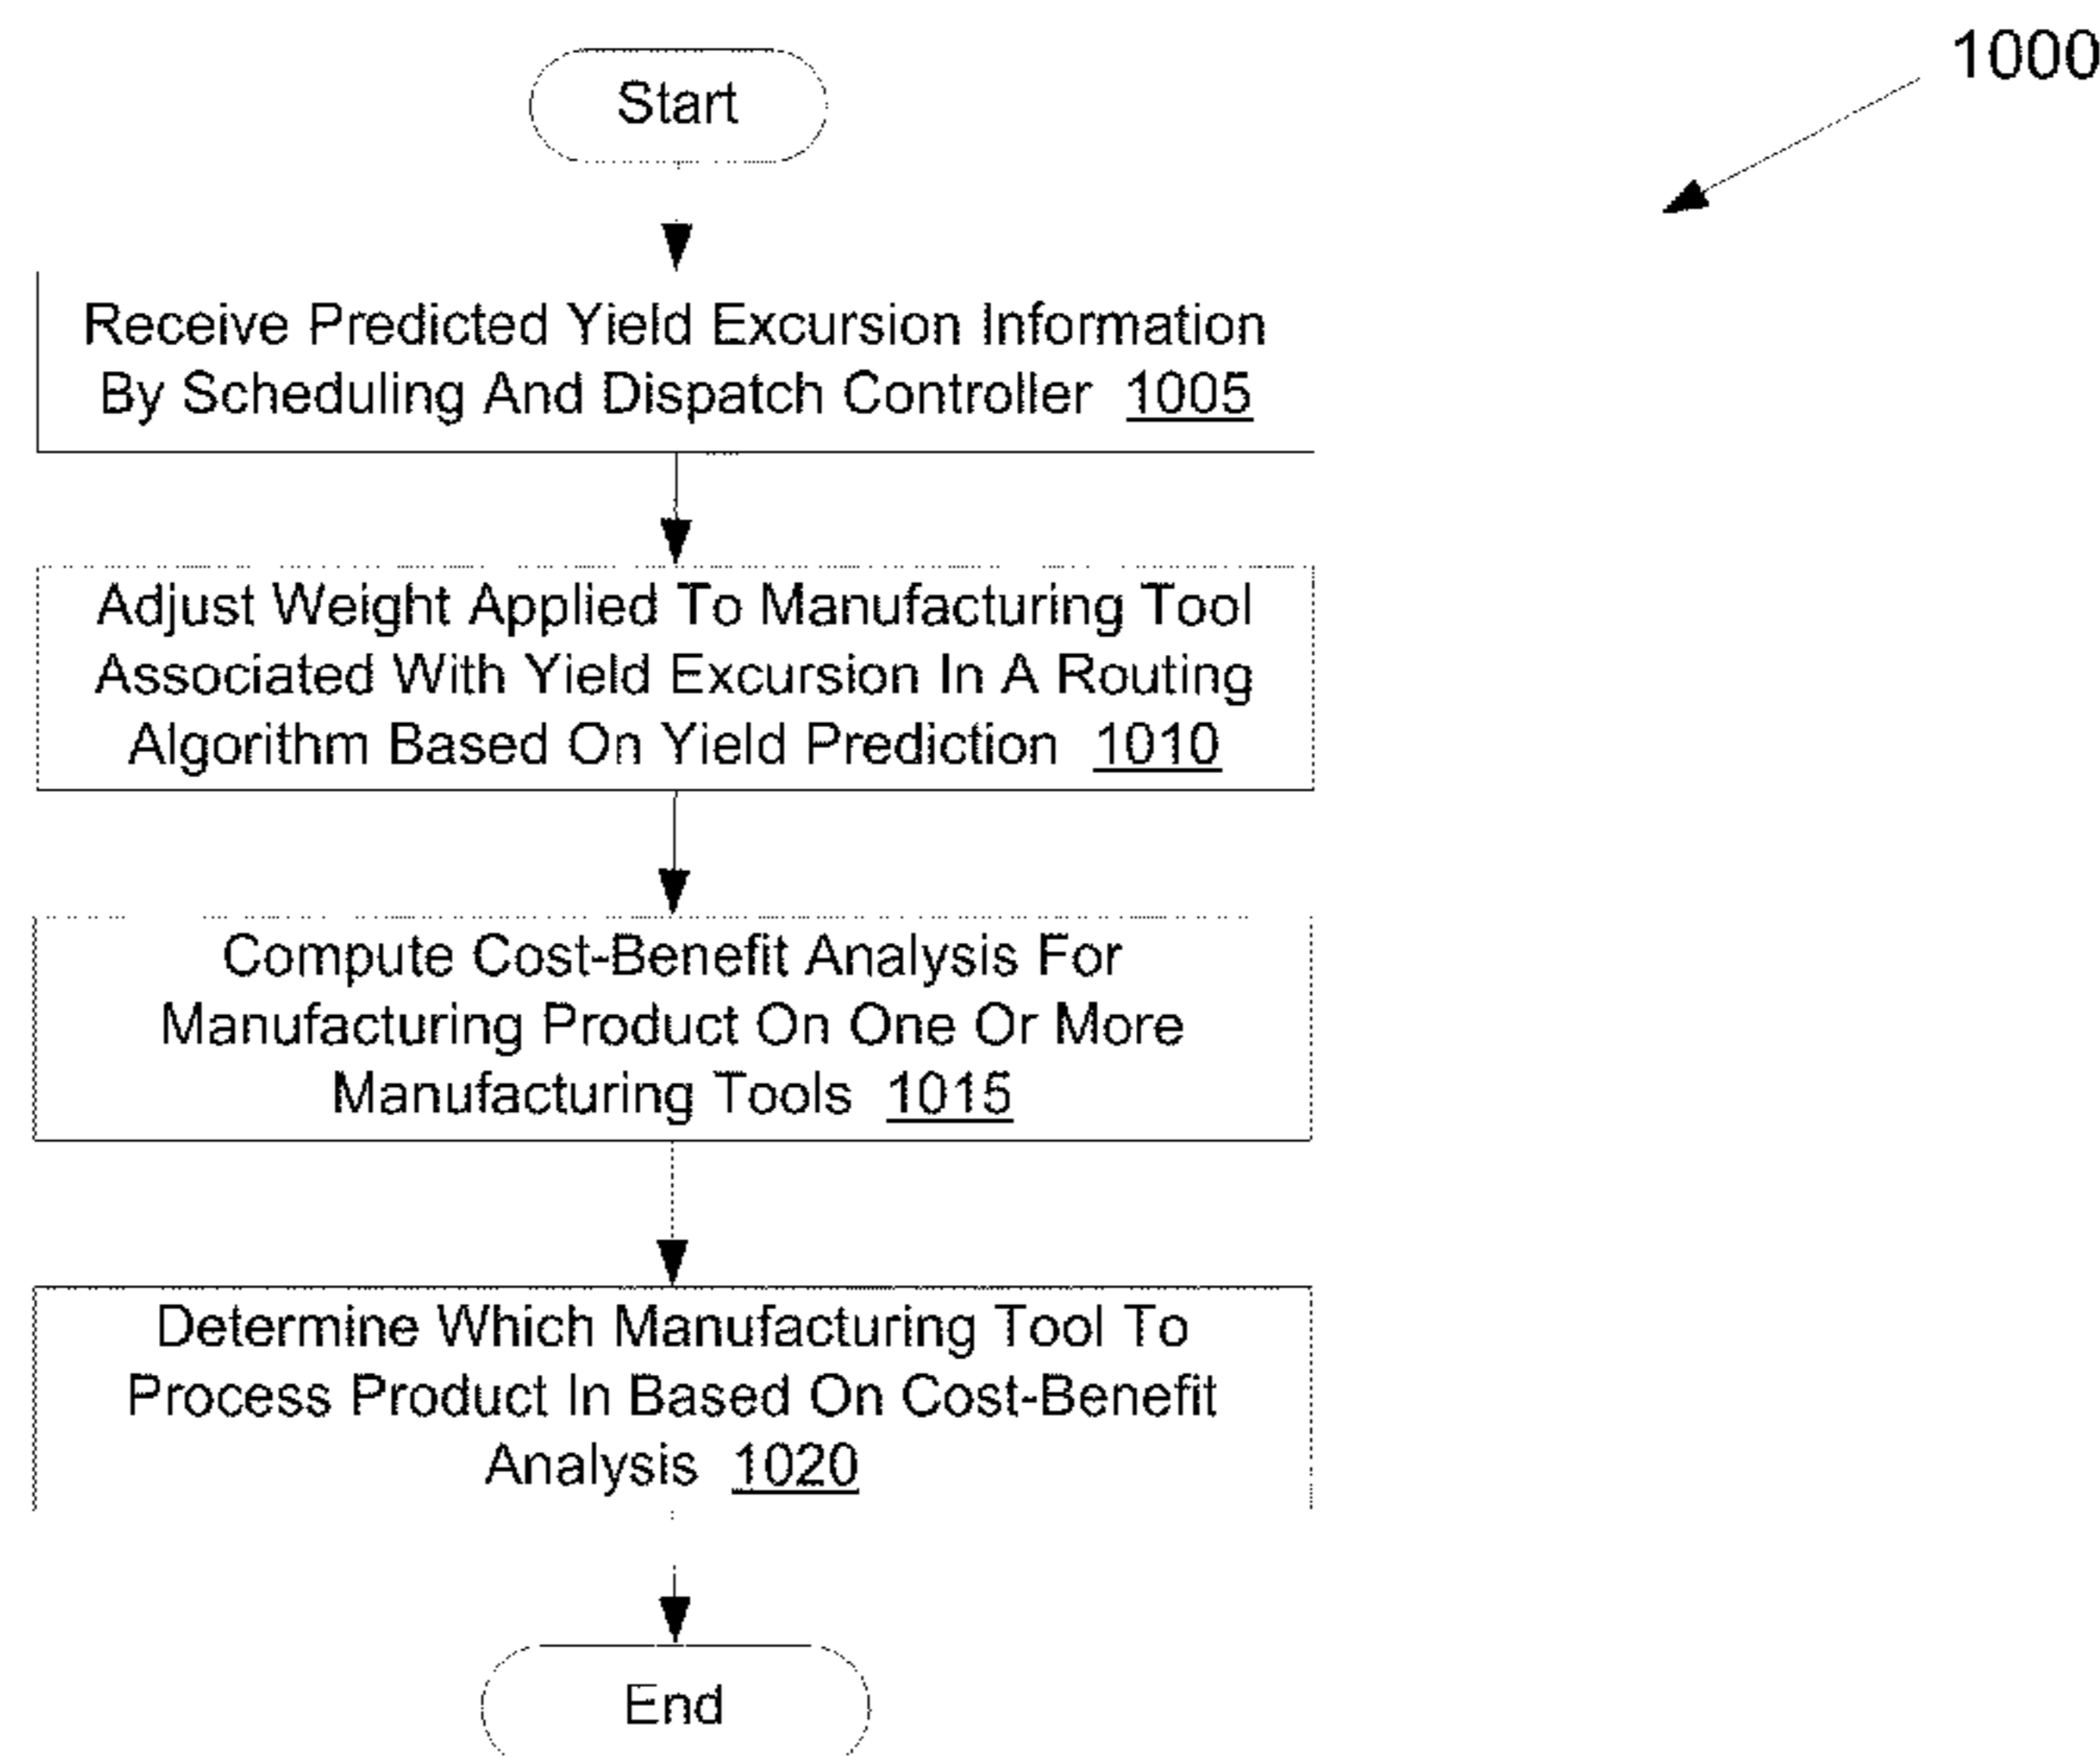 1000
Start
Receive Predicted Yield Excursion Information
By Scheduling And Dispatch Controller 1005
Adjust Weight Applied To Manufacturing Tool
Associated With Yield Excursion In A Routing
Algorithm Based On Yield Prediction 1010
Compute Cost-Benefit Analysis For
Manufacturing Product On One Or More
Manufacturing Tools 1015
Determine Which Manufacturing Tool To
Process Product In Based On Cost-Benefit
Analysis 1020
End